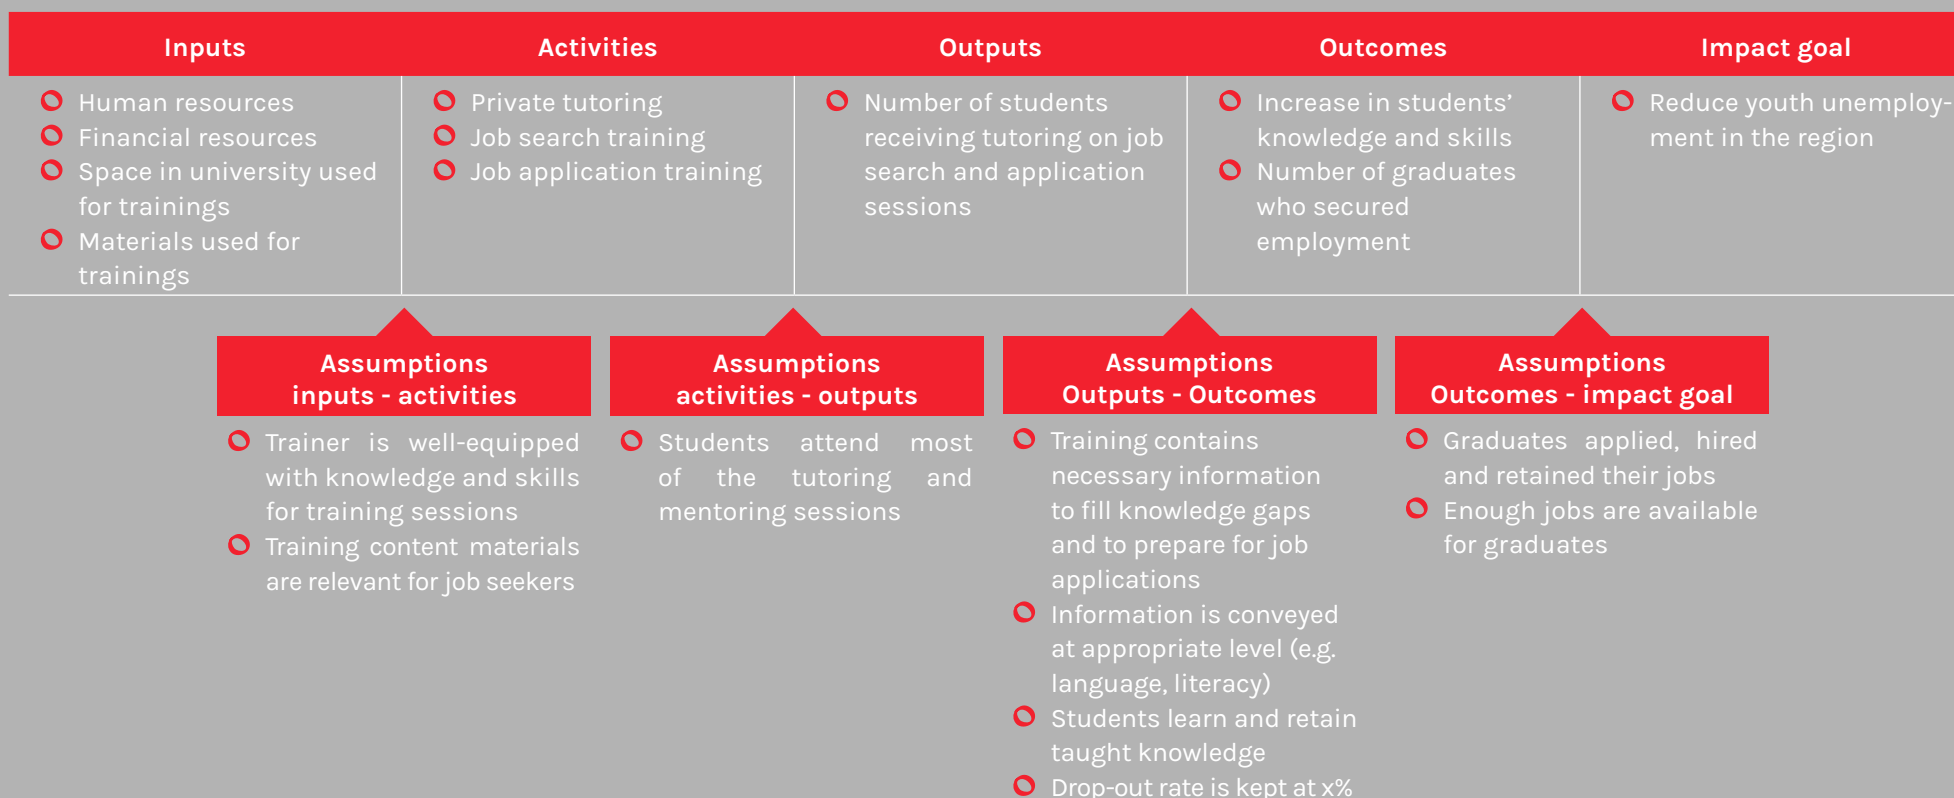 Inputs
Human resources
Financial resources
Space in university used
for trainings
Materials used for
trainings
Activities
Private tutoring
Job search training
Job application training
Outputs
Number of students
receiving tutoring on job
search and application
sessions
Outcomes
Increase in students’
knowledge and skills
Number of graduates
who secured
employment
Impact goal
Reduce youth unemploy-
ment in the region
Assumptions
inputs - activities
Trainer is well-equipped
with knowledge and skills
for training sessions
Training content materials
are relevant for job seekers
Assumptions
activities - outputs
Students attend most
of the tutoring and
mentoring sessions
Assumptions
Outputs - Outcomes
Training contains
necessary information
to fill knowledge gaps
and to prepare for job
applications
Information is conveyed
at appropriate level (e.g.
language, literacy)
Students learn and retain
taught knowledge
Drop-out rate is kept at x%
Assumptions
Outcomes - impact goal
Graduates applied, hired
and retained their jobs
Enough jobs are available
for graduates